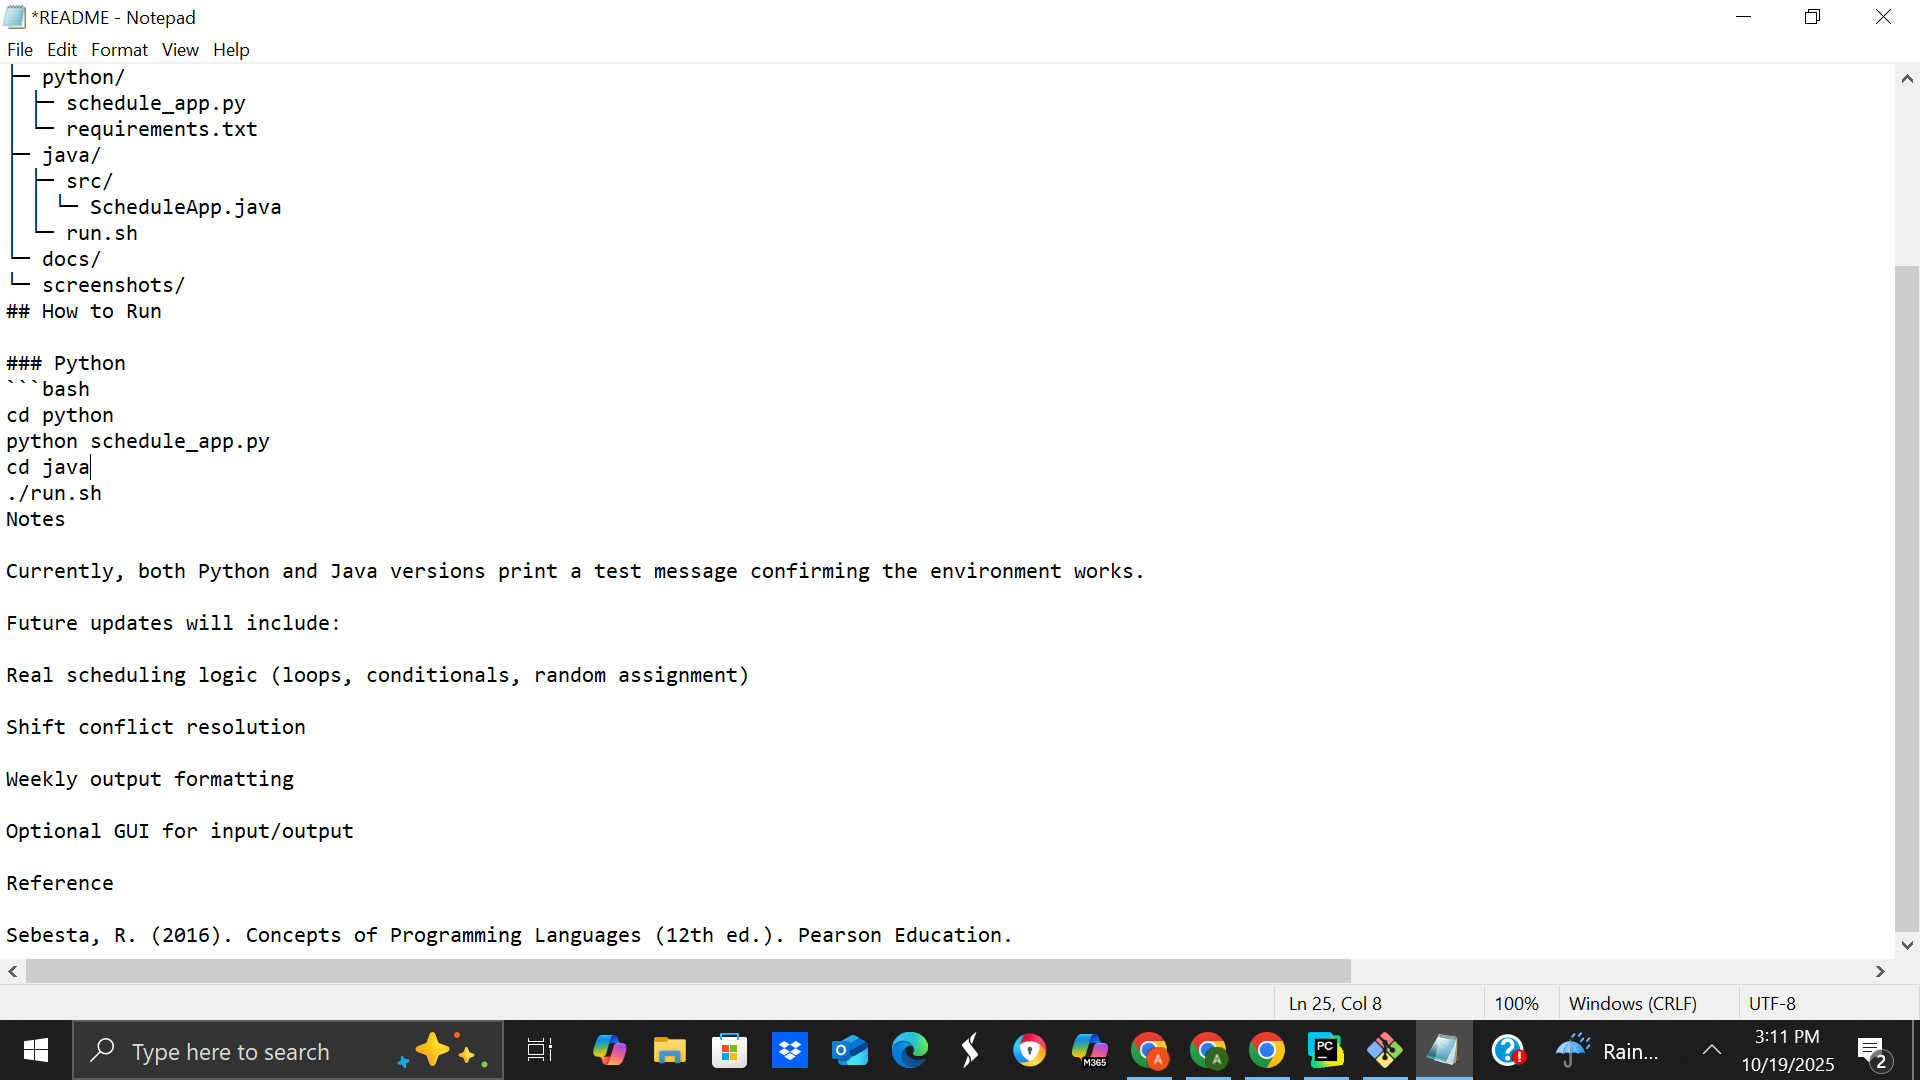 *README - Notepad
File Edit Format View Help
├─ python/
│ ├─ schedule_app.py
│ └─ requirements.txt
├─ java/
│ ├─ src/
│ │ └─ ScheduleApp.java
│ └─ run.sh
└─ docs/
└─ screenshots/
## How to Run
### Python
```bash
cd python
python schedule_app.py
cd java
./run.sh
Notes
Currently, both Python and Java versions print a test message confirming the environment works.
Future updates will include:
Real scheduling logic (loops, conditionals, random assignment)
Shift conflict resolution
Weekly output formatting
Optional GUI for input/output
Reference
Sebesta, R. (2016). Concepts of Programming Languages (12th ed.). Pearson Education.
Ln 25, Col 8 100% Windows (CRLF) UTF-8
Type here to search
M365
A
A
PC
Rain...
3:11 PM
10/19/2025
2